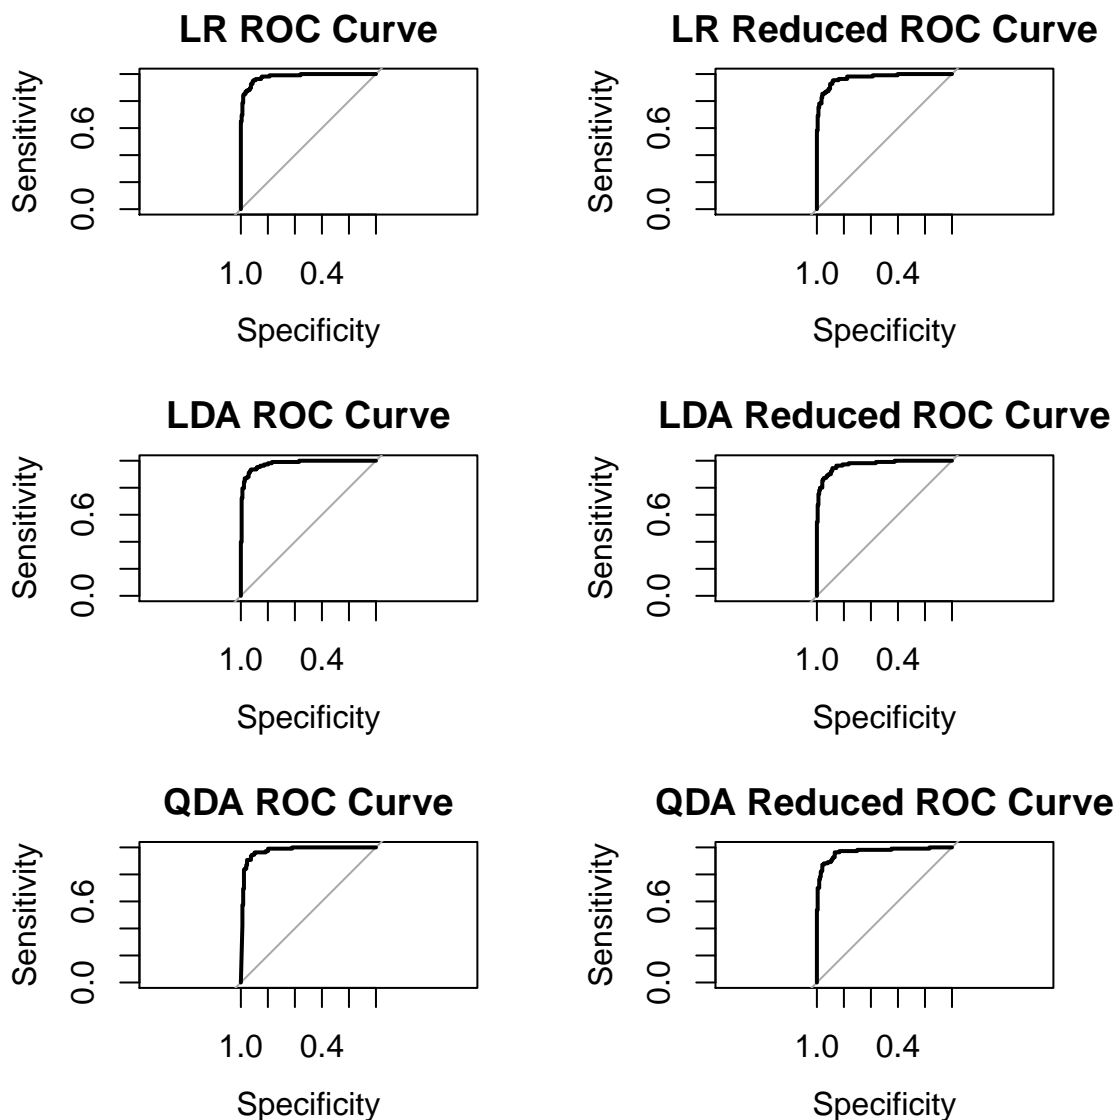 LR ROC Curve
Sensitivity
0.6
0.0
1.0 0.4
Specificity
LR Reduced ROC Curve
Sensitivity
0.6
0.0
1.0 0.4
Specificity
LDA ROC Curve
Sensitivity
0.6
0.0
1.0 0.4
Specificity
LDA Reduced ROC Curve
Sensitivity
0.6
0.0
1.0 0.4
Specificity
QDA ROC Curve
Sensitivity
0.6
0.0
1.0 0.4
Specificity
QDA Reduced ROC Curve
Sensitivity
0.6
0.0
1.0 0.4
Specificity